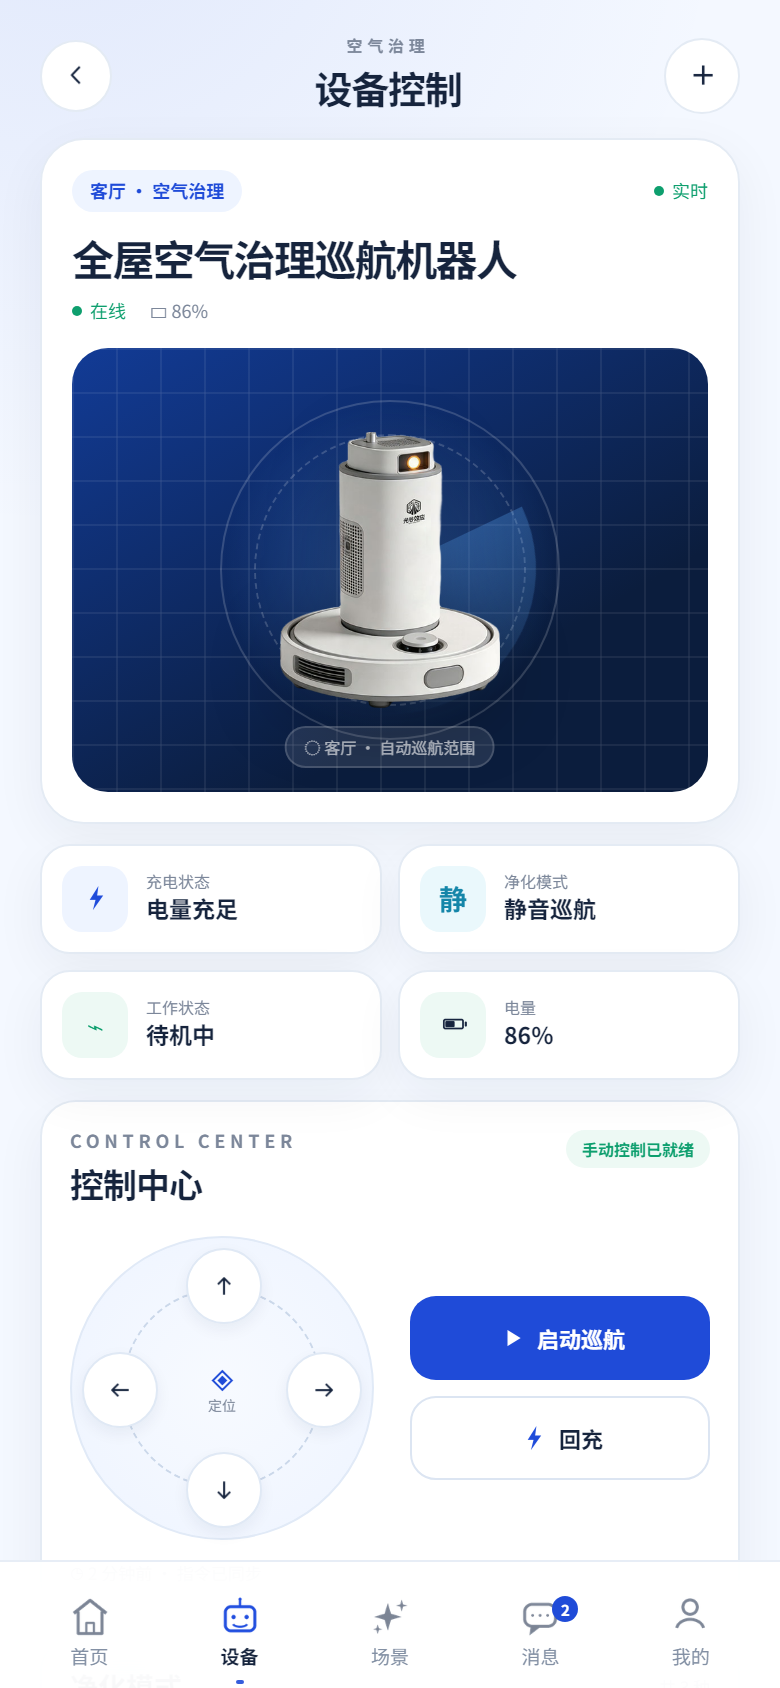 空气治理
设备控制
客厅 · 空气治理
实时
全屋空气治理巡航机器人
在线
86%
客厅 · 自动巡航范围
充电状态
电量充足
静
净化模式
静音巡航
工作状态
待机中
电量
86%
CONTROL CENTER
手动控制已就绪
控制中心
定位
启动巡航
回充
2
首页
设备
场景
消息
我的
净化模式